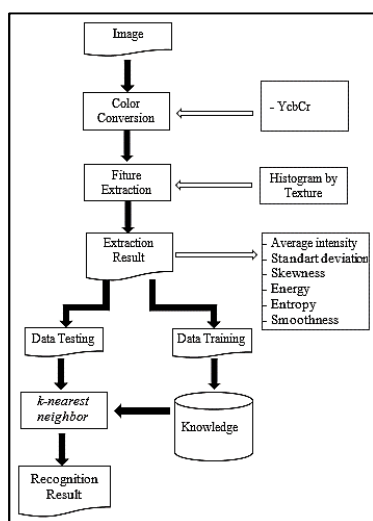 Image
Color
Conversion
- YcbCr
Fiture
Extraction
Histogram by
Texture
Extraction
Result
- Average intensity
- Standart deviation
- Skewness
- Energy
- Entropy
- Smoothness
Data Testing
Data Training
k-nearest
neighbor
Knowledge
Recognition
Result